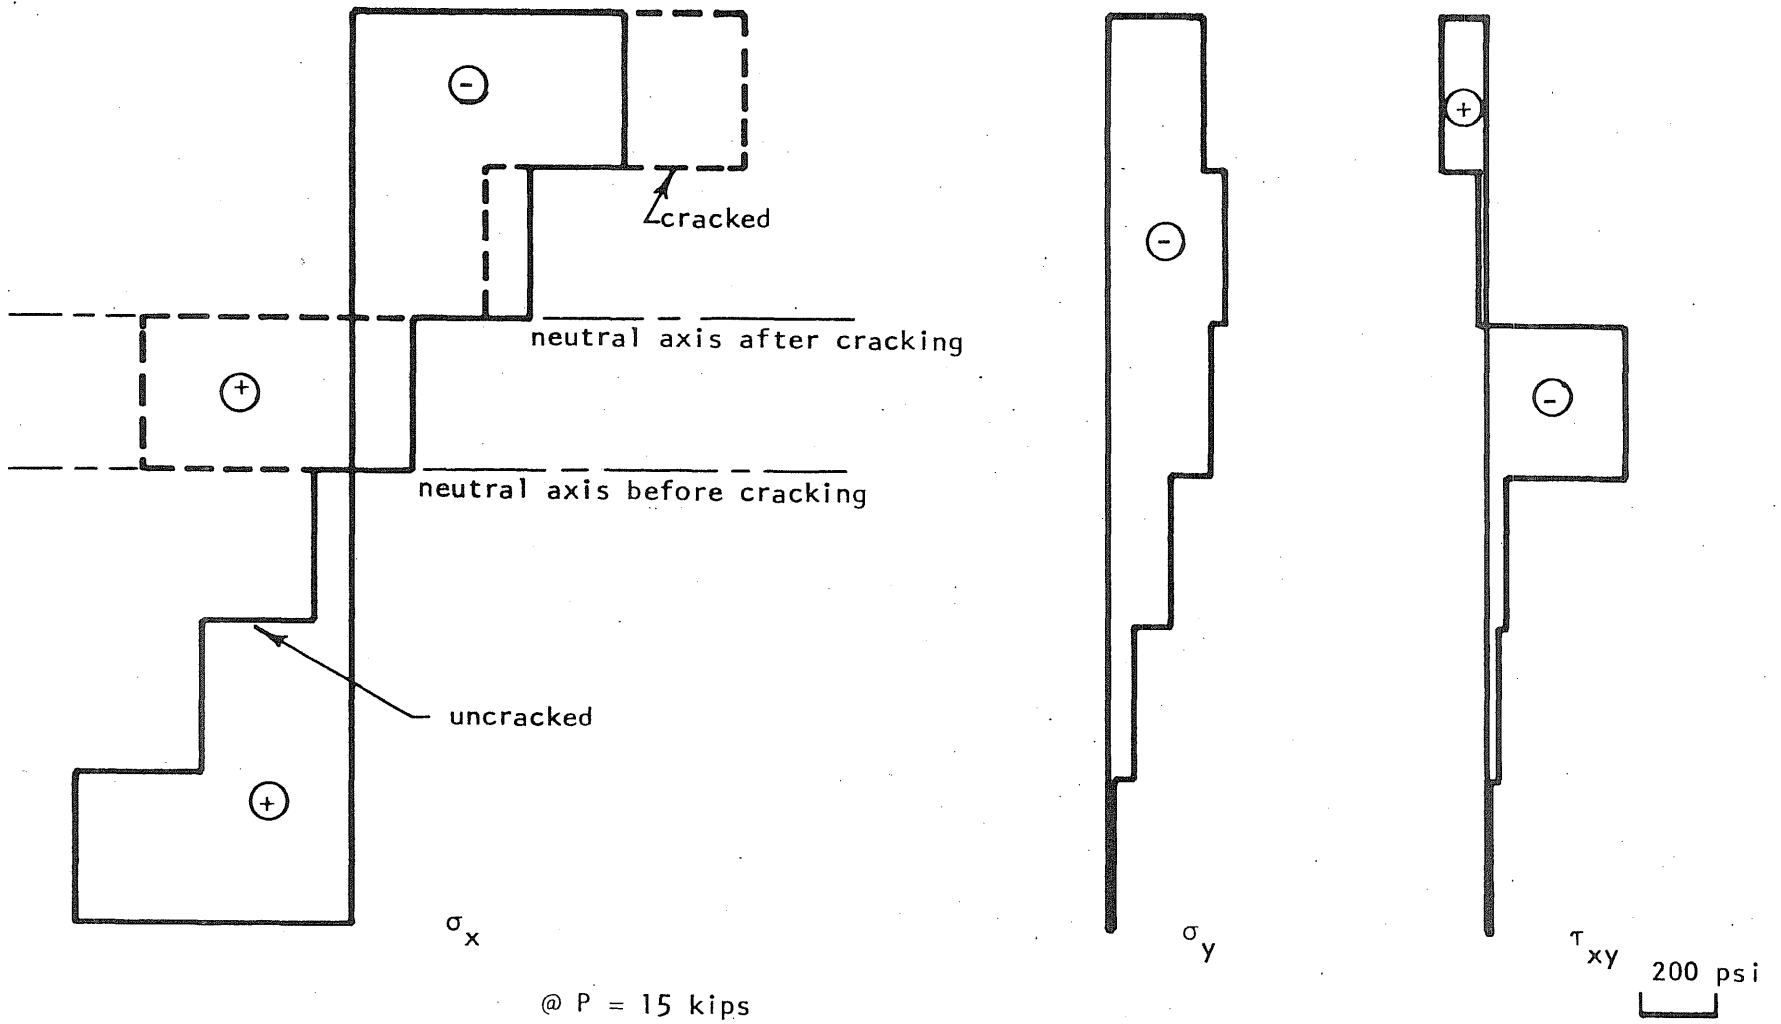 -
+
-
cracked
-
neutral axis after cracking
+
-
neutral axis before cracking
uncracked
+
σx
σy
τxy
200 psi
@ P = 15 kips